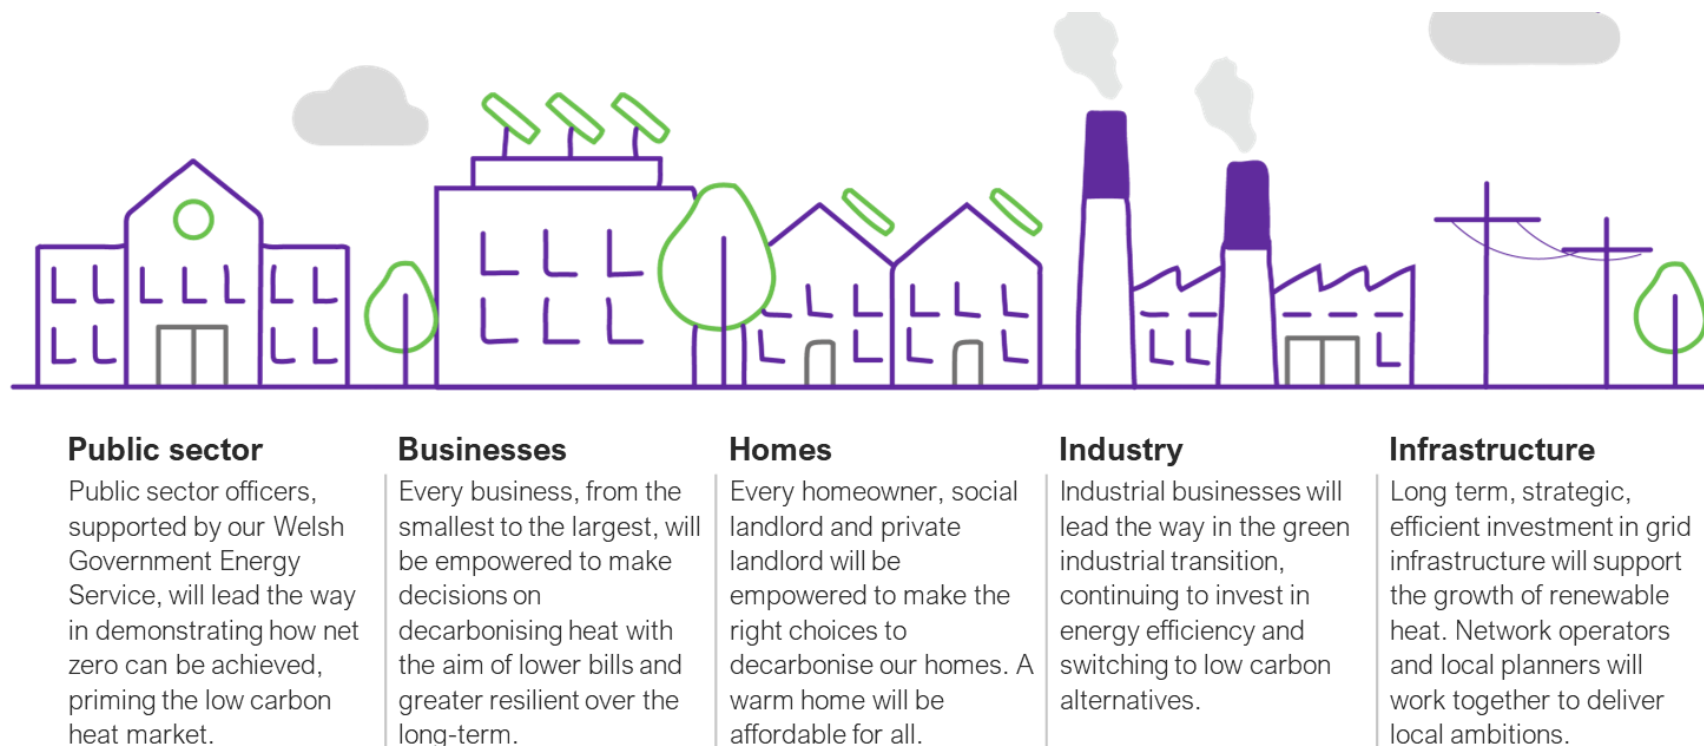 Public sector
Public sector officers,
supported by our Welsh
Government Energy
Service, will lead the way
in demonstrating how net
zero can be achieved,
priming the low carbon
heat market.
Businesses
Every business, from the
smallest to the largest, will
be empowered to make
decisions on
decarbonising heat with
the aim of lower bills and
greater resilient over the
long-term.
Homes
Every homeowner, social
landlord and private
landlord will be
empowered to make the
right choices to
decarbonise our homes. A
warm home will be
affordable for all.
Industry
Industrial businesses will
lead the way in the green
industrial transition,
continuing to invest in
energy efficiency and
switching to low carbon
alternatives.
Infrastructure
Long term, strategic,
efficient investment in grid
infrastructure will support
the growth of renewable
heat. Network operators
and local planners will
work together to deliver
local ambitions.